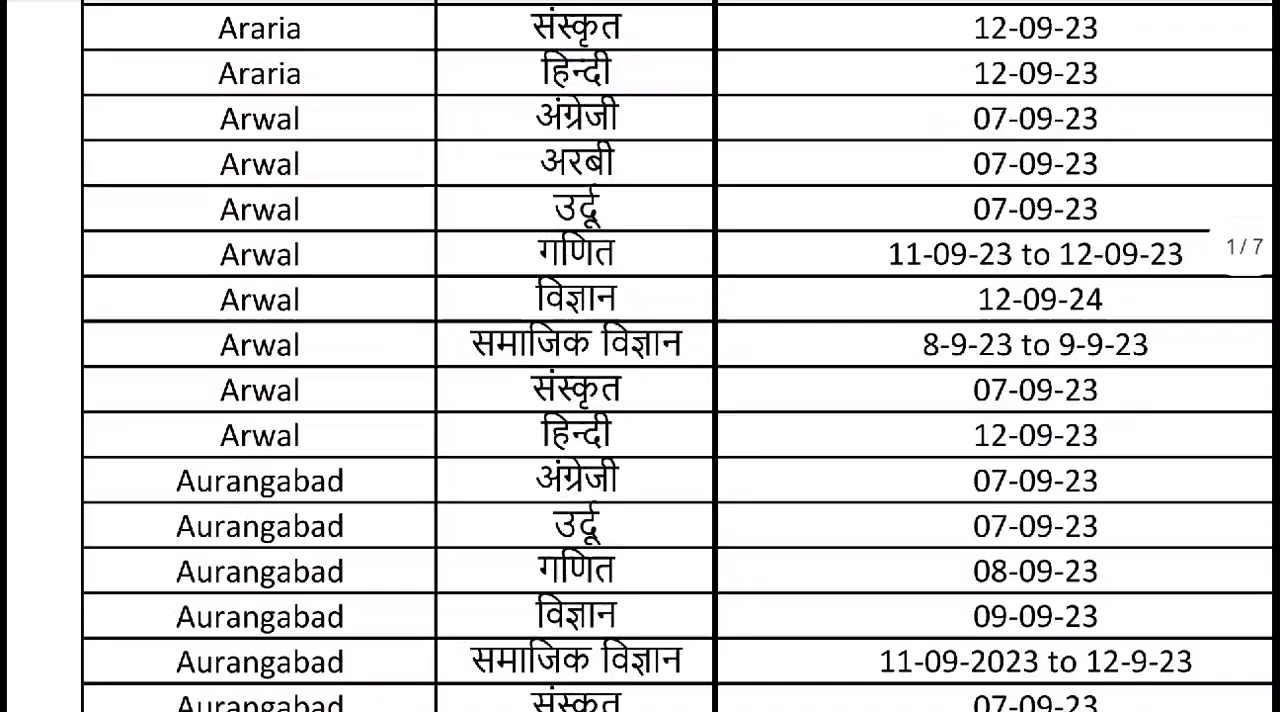 Araria संस्कृत 12-09-23
Araria हिन्दी 12-09-23
Arwal अंग्रेजी 07-09-23
Arwal अरबी 07-09-23
Arwal उर्दू 07-09-23
Arwal गणित 11-09-23 to 12-09-23 1/7
Arwal विज्ञान 12-09-24
Arwal समाजिक विज्ञान 8-9-23 to 9-9-23
Arwal संस्कृत 07-09-23
Arwal हिन्दी 12-09-23
Aurangabad अंग्रेजी 07-09-23
Aurangabad उर्दू 07-09-23
Aurangabad गणित 08-09-23
Aurangabad विज्ञान 09-09-23
Aurangabad समाजिक विज्ञान 11-09-2023 to 12-9-23
Aurangabad संस्कृत 07-09-23